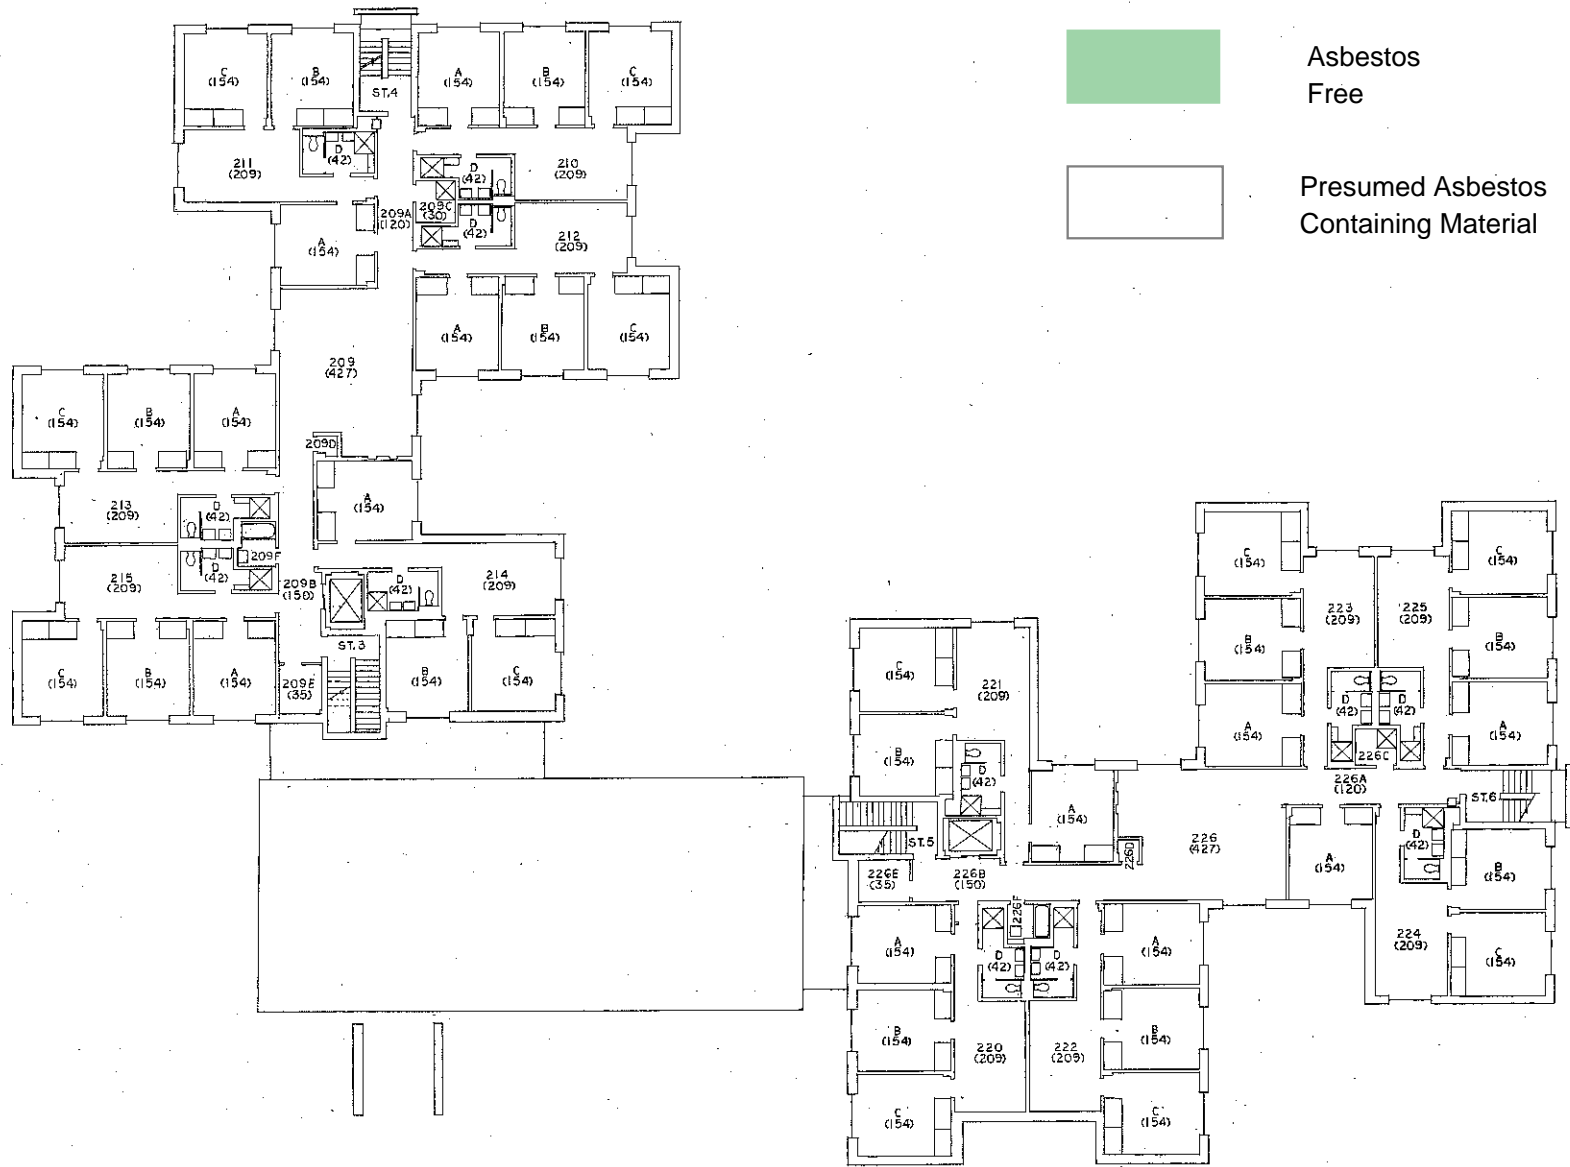 Asbestos
Free
Presumed Asbestos
Containing Material
C
(154)
B
(154)
ST.4
A
(154)
B
(154)
C
(154)
211
(209)
D
(42)
D
(42)
210
(209)
209A
(120)
209C
(30)
D
(42)
212
(209)
A
(154)
A
(154)
B
(154)
C
(154)
209
(427)
C
(154)
B
(154)
A
(154)
209D
A
(154)
213
(209)
D
(42)
209F
D
(42)
215
(209)
209B
(150)
D
(42)
214
(209)
ST.3
C
(154)
B
(154)
A
(154)
209E
(35)
B
(154)
C
(154)
C
(154)
223
(209)
225
(209)
C
(154)
B
(154)
B
(154)
C
(154)
221
(209)
D
(42)
D
(42)
A
(154)
A
(154)
B
(154)
D
(42)
226C
226A
(120)
ST.6
A
(154)
ST.5
226
(427)
226D
D
(42)
226E
(35)
226B
(150)
A
(154)
B
(154)
226F
A
(154)
D
(42)
D
(42)
A
(154)
224
(209)
C
(154)
B
(154)
220
(209)
222
(209)
B
(154)
C
(154)
C
(154)